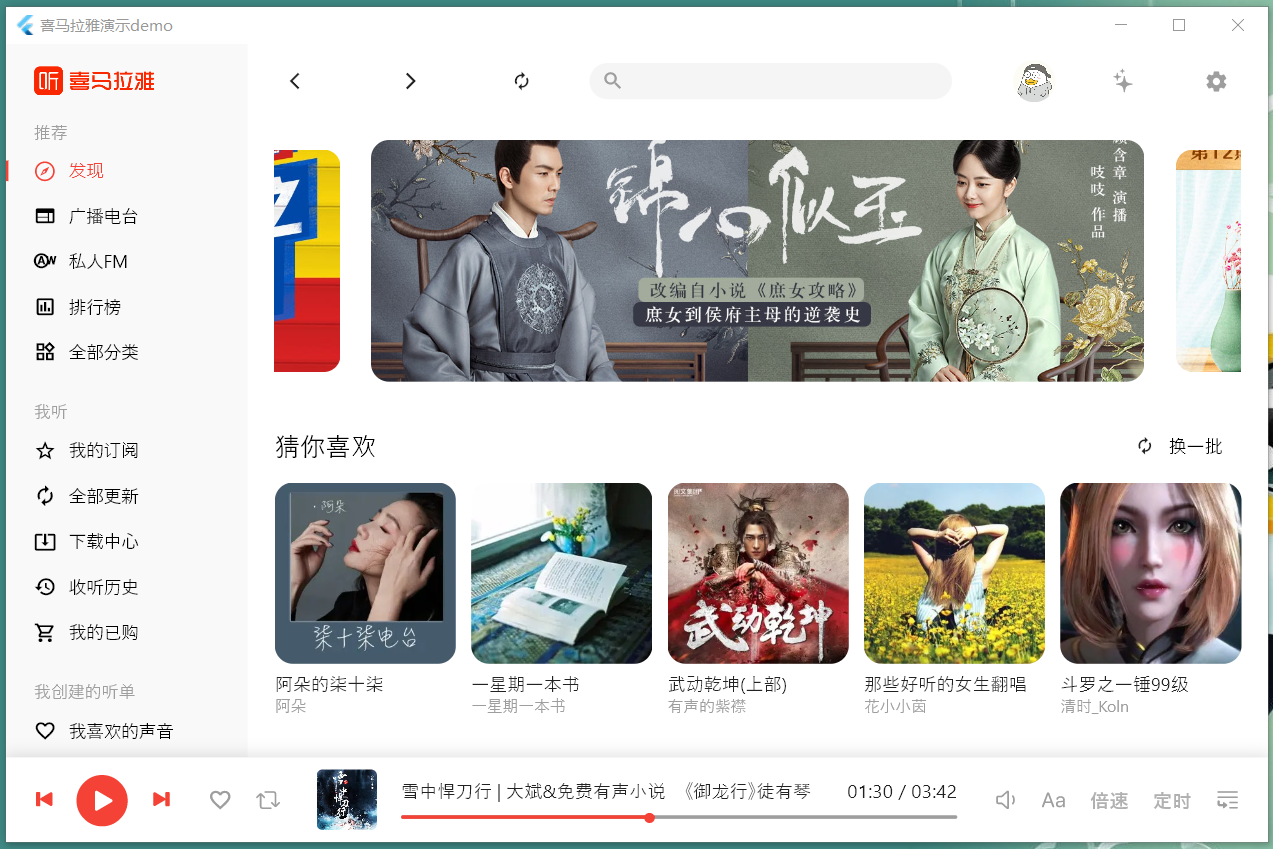 喜马拉雅演示demo
听 喜马拉雅
推荐
发现
广播电台
私人FM
排行榜
全部分类
我听
我的订阅
全部更新
下载中心
收听历史
我的已购
我创建的听单
我喜欢的声音
锦心似玉
改编自小说《庶女攻略》
庶女到侯府主母的逆袭史
含章 演播
吱吱 作品
猜你喜欢
换一批
·阿朵
柒十柒电台
武动乾坤
阿朵的柒十柒
阿朵
一星期一本书
一星期一本书
武动乾坤(上部)
有声的紫襟
那些好听的女生翻唱
花小小茵
斗罗之一锤99级
清时_Koln
雪中悍刀行 | 大斌&免费有声小说 《御龙行》徒有琴
01:30 / 03:42
Aa
倍速
定时